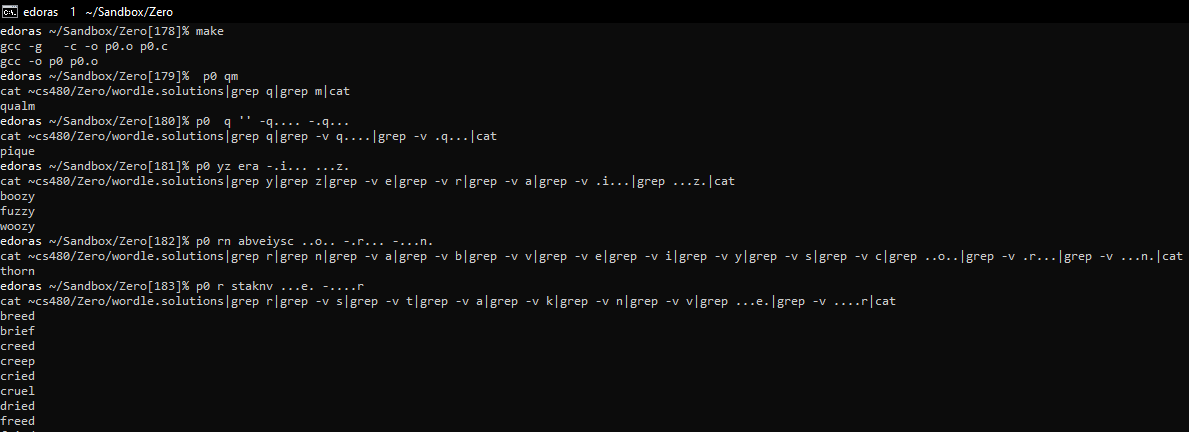 edoras 1 ~/Sandbox/Zero
edoras ~/Sandbox/Zero[178]% make
gcc -g   -c -o p0.o p0.c
gcc -o p0 p0.o
edoras ~/Sandbox/Zero[179]%  p0 qm
cat ~cs480/Zero/wordle.solutions|grep q|grep m|cat
qualm
edoras ~/Sandbox/Zero[180]% p0  q '' -q.... -.q...
cat ~cs480/Zero/wordle.solutions|grep q|grep -v q....|grep -v .q...|cat
pique
edoras ~/Sandbox/Zero[181]% p0 yz era -.i... ...z.
cat ~cs480/Zero/wordle.solutions|grep y|grep z|grep -v e|grep -v r|grep -v a|grep -v .i...|grep ...z.|cat
boozy
fuzzy
woozy
edoras ~/Sandbox/Zero[182]% p0 rn abveiysc ..o.. -.r... -...n.
cat ~cs480/Zero/wordle.solutions|grep r|grep n|grep -v a|grep -v b|grep -v v|grep -v e|grep -v i|grep -v y|grep -v s|grep -v c|grep ..o..|grep -v .r...|grep -v ...n.|cat
thorn
edoras ~/Sandbox/Zero[183]% p0 r staknv ...e. -....r
cat ~cs480/Zero/wordle.solutions|grep r|grep -v s|grep -v t|grep -v a|grep -v k|grep -v n|grep -v v|grep ...e.|grep -v ....r|cat
breed
brief
creed
creep
cried
cruel
dried
freed